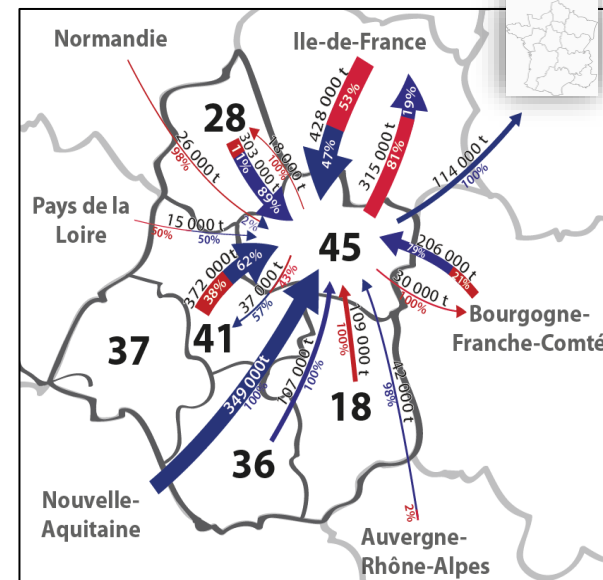 Normandie
Ile-de-France
428 000 t
53%
47%
19%
315 000 t
81%
114 000 t
100%
28
18 000 t
100%
303 000 t
11%
89%
26 000 t
98%
2%
Pays de la
Loire
15 000 t
50%
50%
45
206 000 t
79%
21%
30 000 t
100%
Bourgogne-
Franche-Comté
372 000t
62%
38%
37 000 t
43%
57%
37
41
349 000t
100%
107 000 t
100%
109 000 t
100%
42 000 t
98%
2%
18
36
Nouvelle-
Aquitaine
Auvergne-
Rhône-Alpes